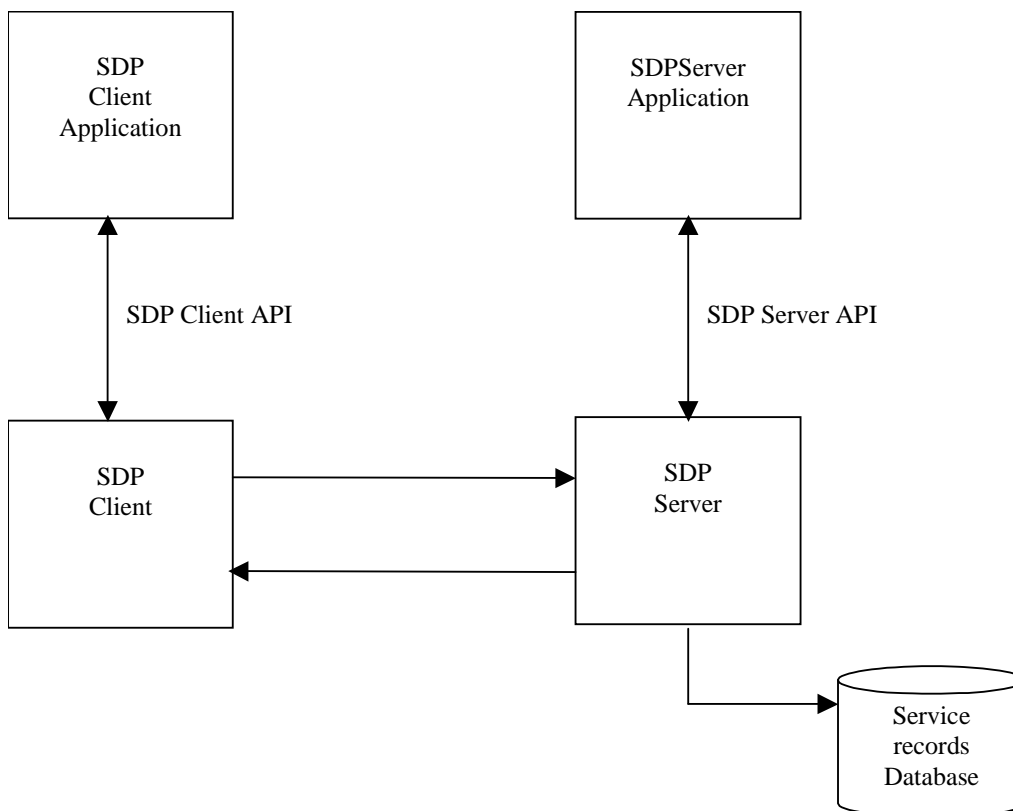 SDP
Client
Application
SDPServer
Application
SDP Client API
SDP Server API
SDP
Client
SDP
Server
Service
records
Database